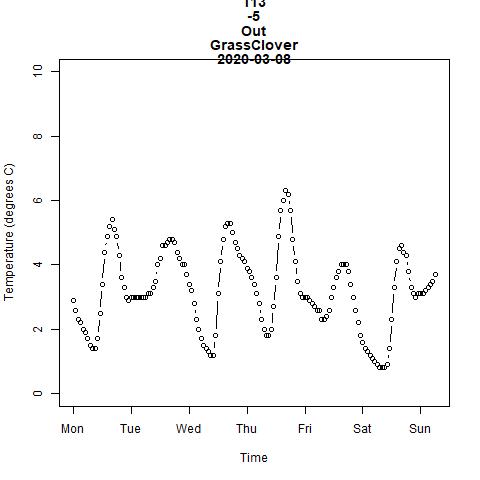 113
-5
Out
GrassClover
2020-03-08
Temperature (degrees C)
10
8
6
4
2
0
Mon Tue Wed Thu Fri Sat Sun
Time